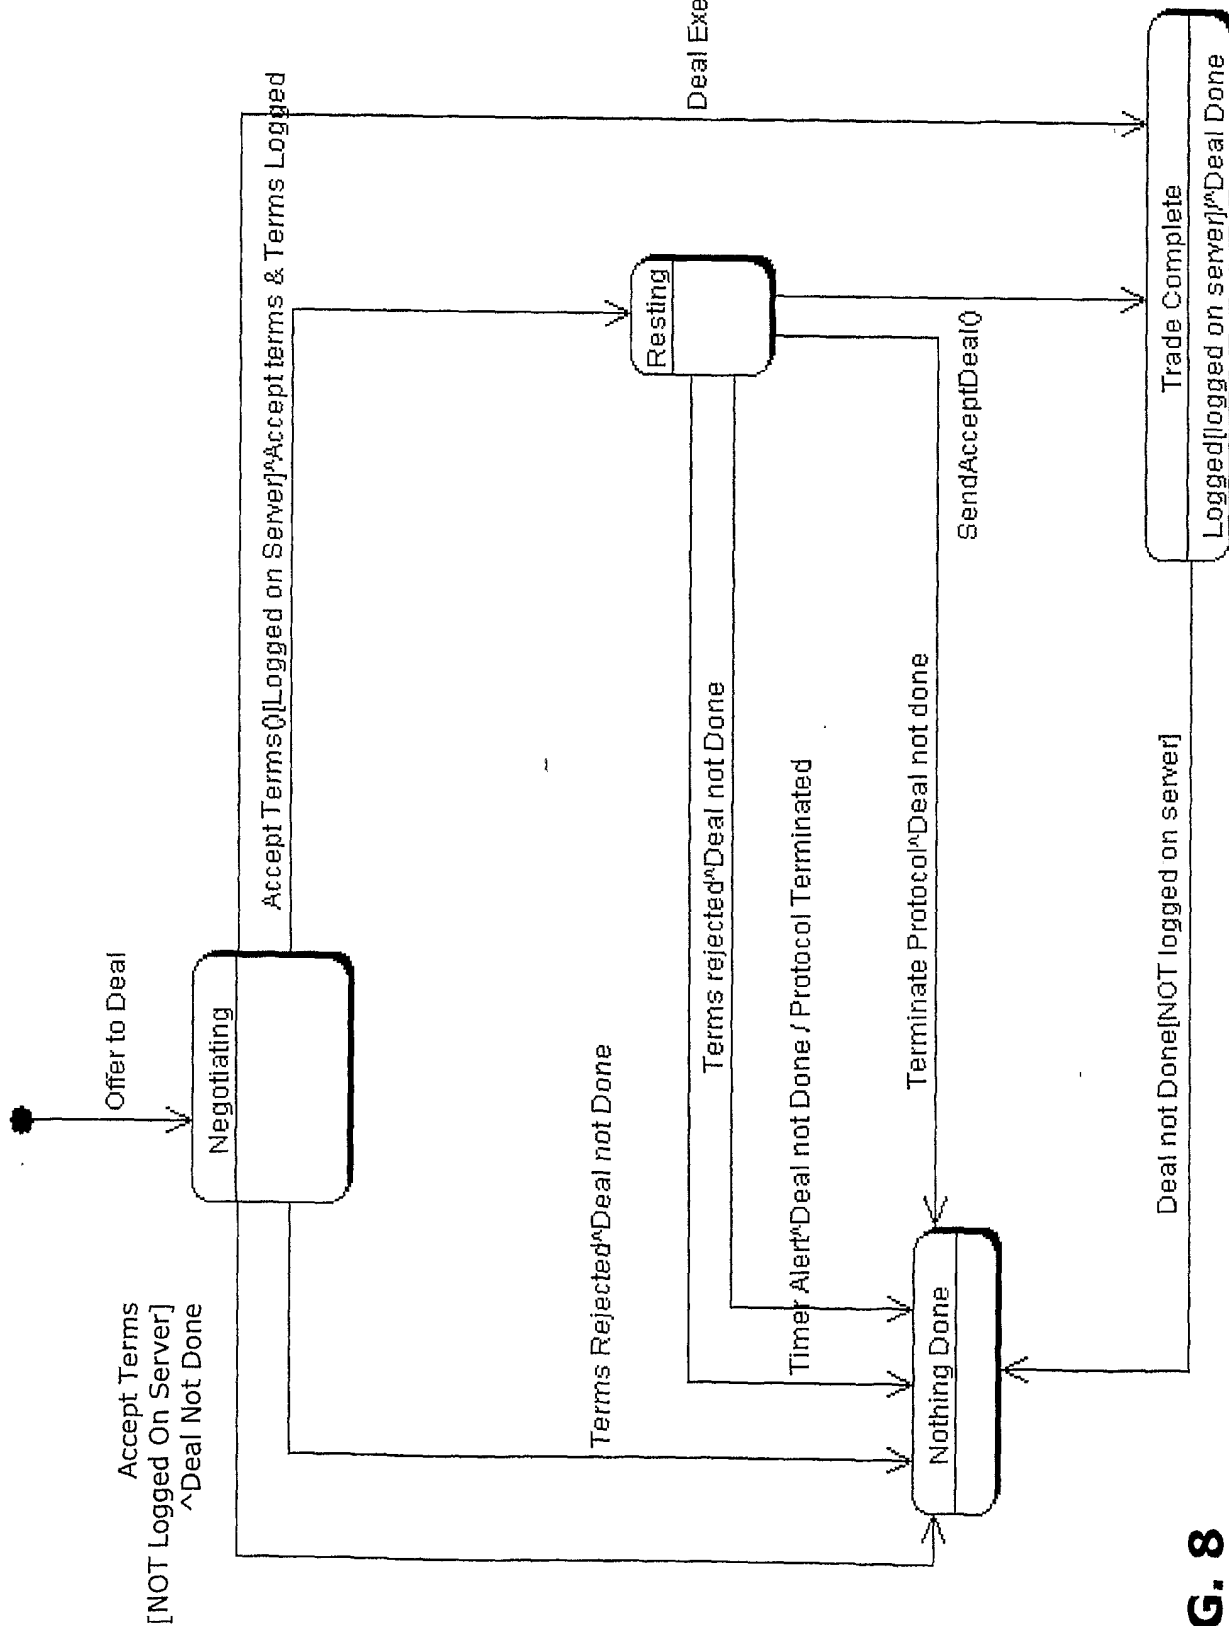 Offer to Deal
Negotiating
Accept Terms
[NOT Logged On Server]
^Deal Not Done
Accept Terms()[Logged on Server]^Accept terms & Terms Logged
Terms Rejected^Deal not Done
Deal
Resting
Terms rejected^Deal not Done
Timer Alert^Deal not Done / Protocol Terminated
Terminate Protocol^Deal not done
SendAcceptDeal()
Nothing Done
Trade Complete
Logged[logged on server]/^Deal Done
Deal not Done[NOT logged on server]
G. 8